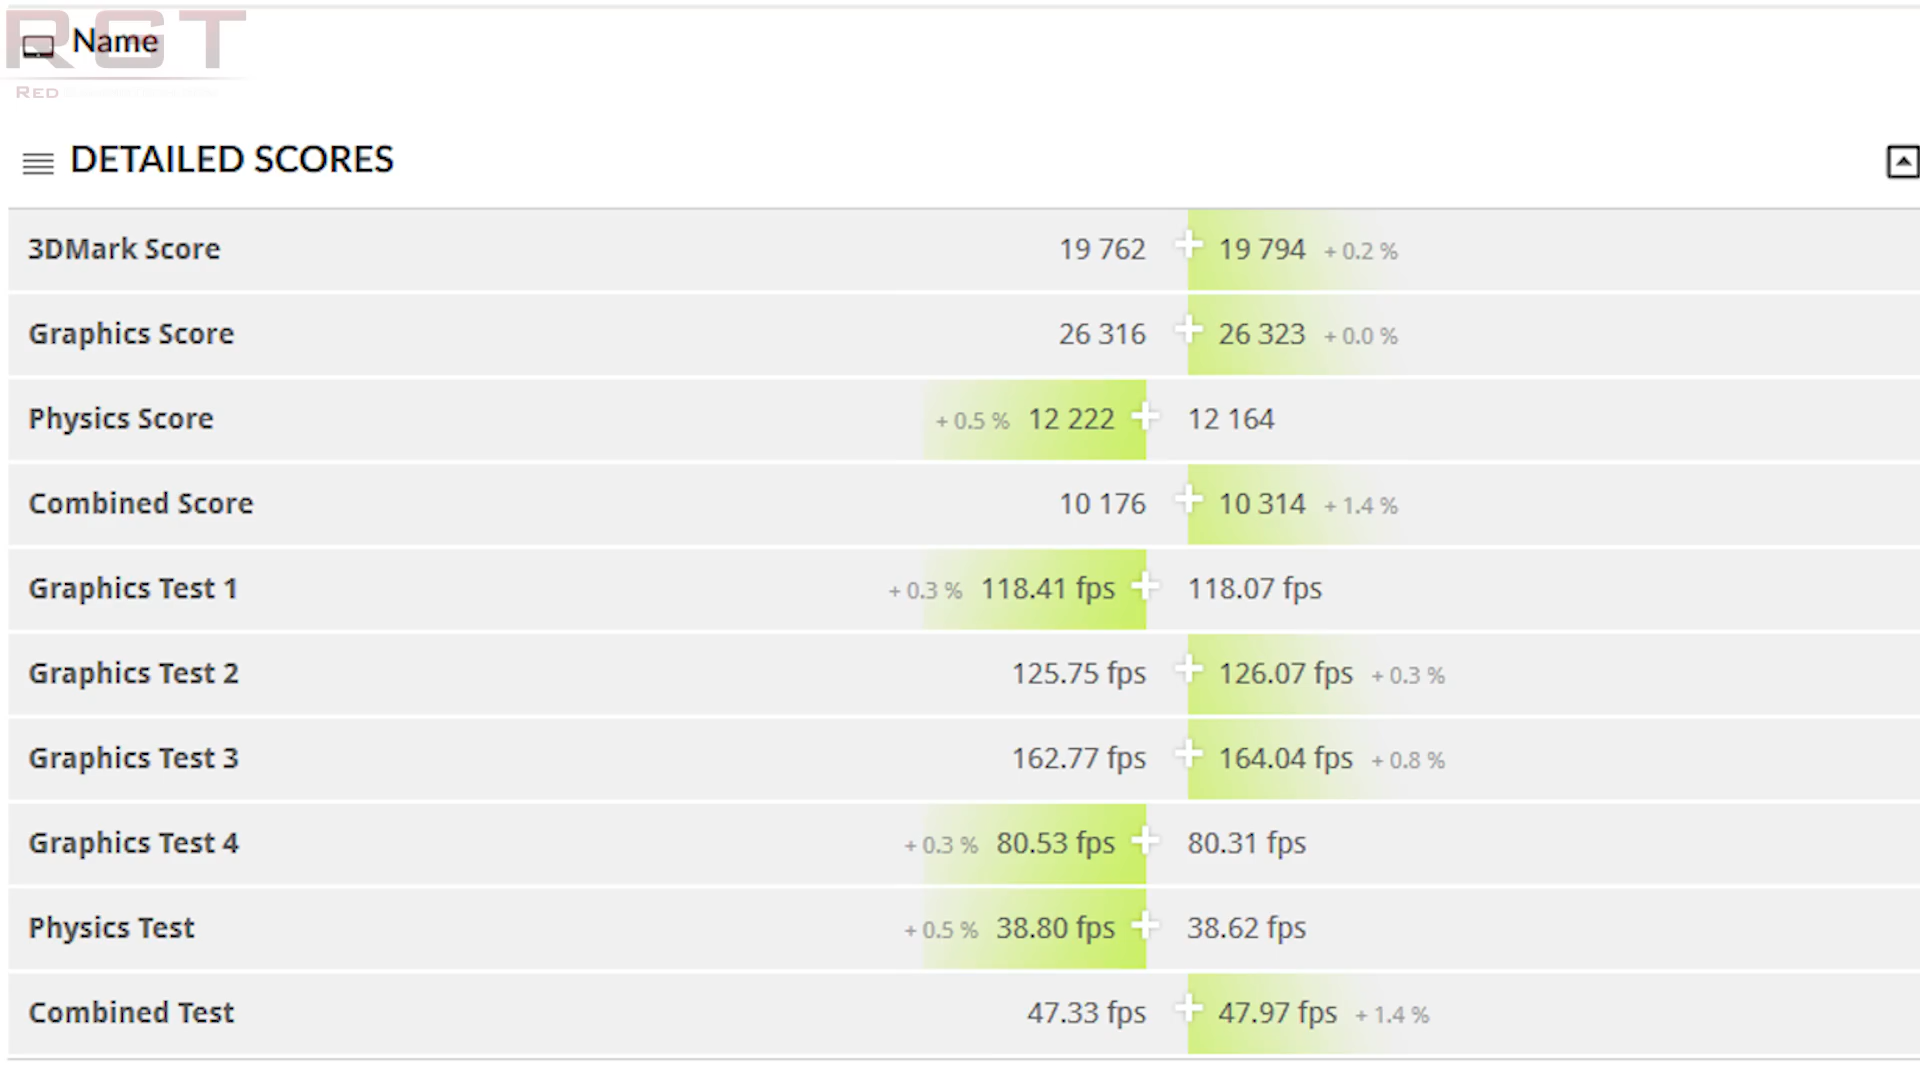 RGT
Name
RED
DETAILED SCORES
3DMark Score 19 762 19 794 + 0.2 %
Graphics Score 26 316 26 323 + 0.0 %
Physics Score + 0.5 % 12 222 12 164
Combined Score 10 176 10 314 + 1.4 %
Graphics Test 1 + 0.3 % 118.41 fps 118.07 fps
Graphics Test 2 125.75 fps 126.07 fps + 0.3 %
Graphics Test 3 162.77 fps 164.04 fps + 0.8 %
Graphics Test 4 + 0.3 % 80.53 fps 80.31 fps
Physics Test + 0.5 % 38.80 fps 38.62 fps
Combined Test 47.33 fps 47.97 fps + 1.4 %